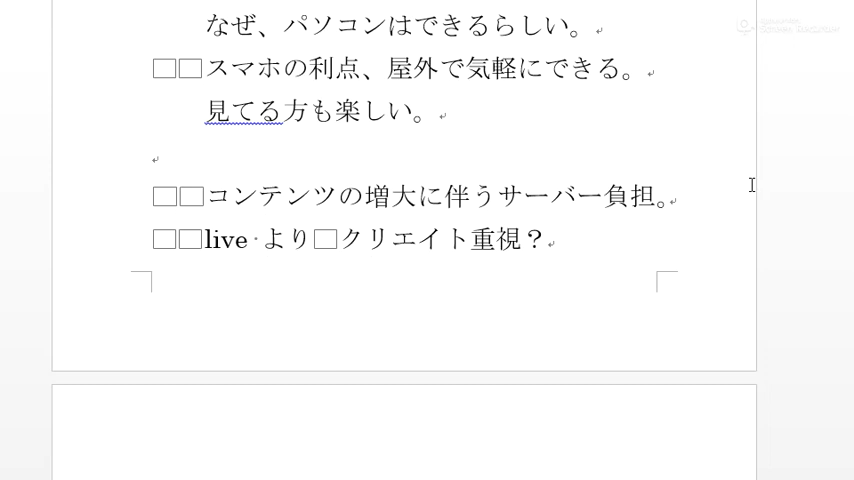 なぜ、パソコンはできるらしい。
スマホの利点、屋外で気軽にできる。
見てる方も楽しい。
コンテンツの増大に伴うサーバー負担。
live より クリエイト重視？
Screen Recorder